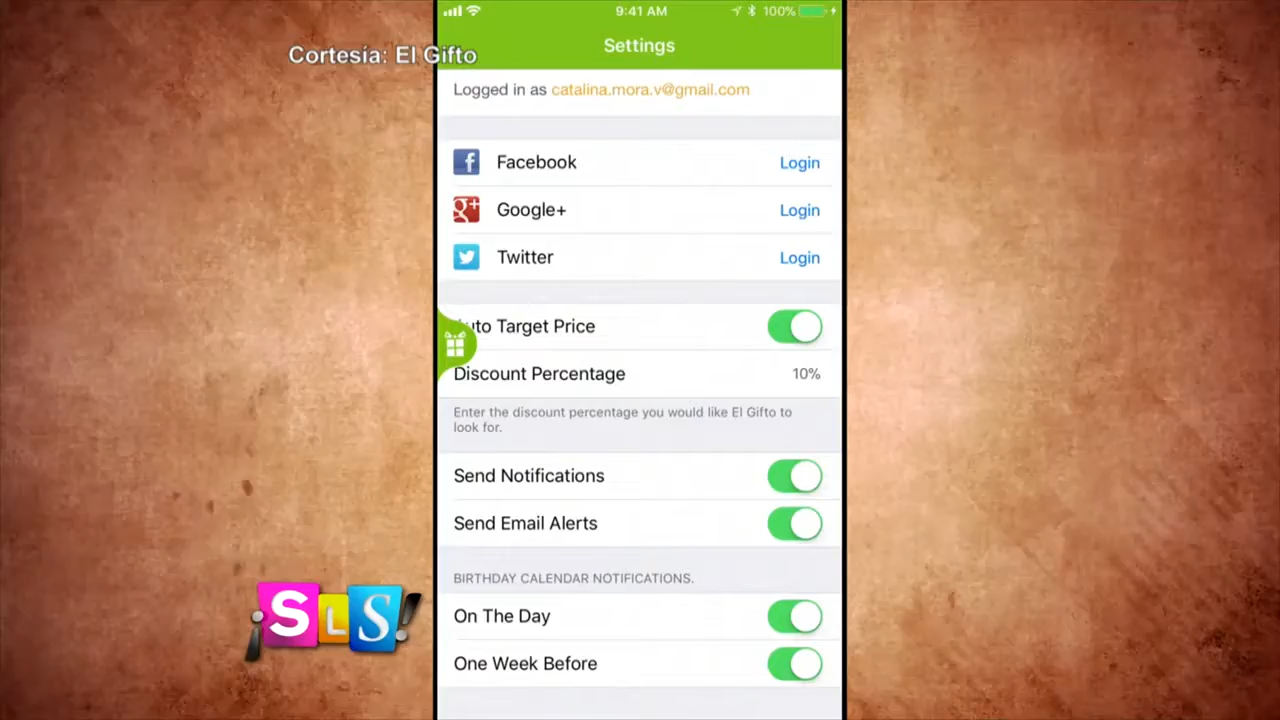 9:41 AM
100%
Cortesía: El Gifto
Settings
Logged in as catalina.mora.v@gmail.com
Facebook
Login
Google+
Login
Twitter
Login
uto Target Price
Discount Percentage
10%
Enter the discount percentage you would like El Gifto to
look for.
Send Notifications
Send Email Alerts
BIRTHDAY CALENDAR NOTIFICATIONS.
On The Day
One Week Before
¡SLS!